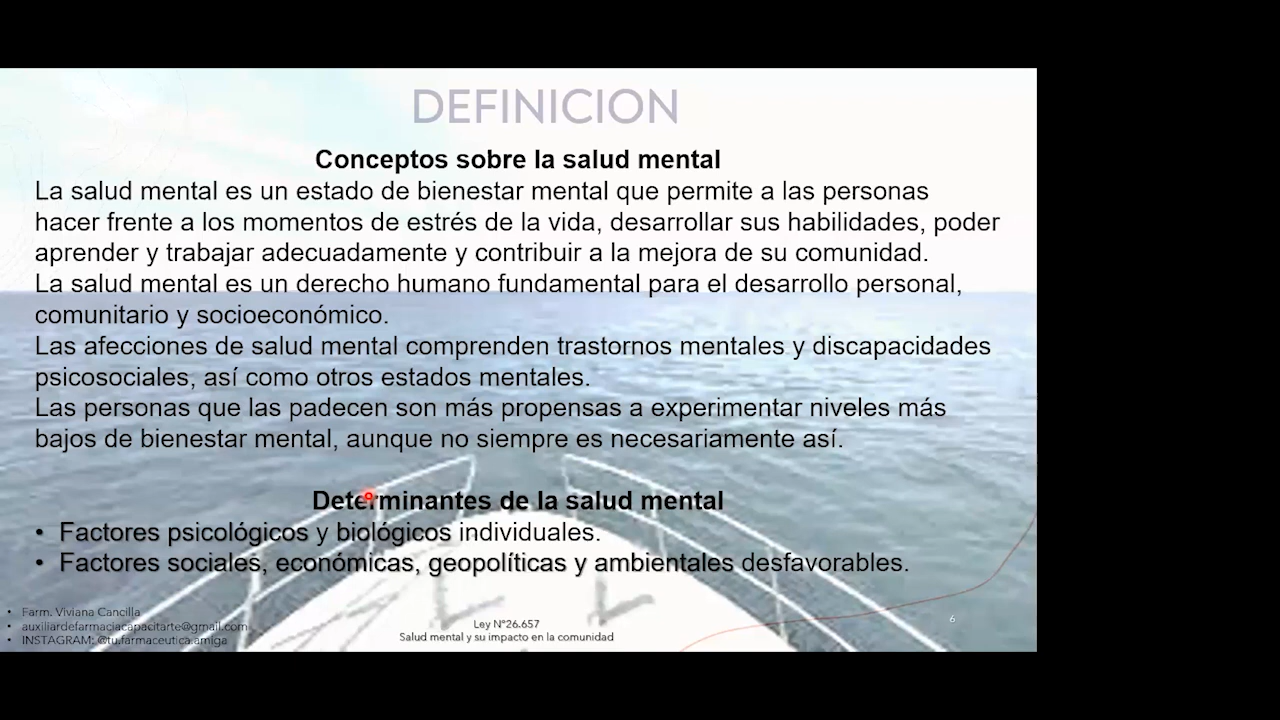 DEFINICION
Conceptos sobre la salud mental
La salud mental es un estado de bienestar mental que permite a las personas
hacer frente a los momentos de estrés de la vida, desarrollar sus habilidades, poder
aprender y trabajar adecuadamente y contribuir a la mejora de su comunidad.
La salud mental es un derecho humano fundamental para el desarrollo personal,
comunitario y socioeconómico.
Las afecciones de salud mental comprenden trastornos mentales y discapacidades
psicosociales, así como otros estados mentales.
Las personas que las padecen son más propensas a experimentar niveles más
bajos de bienestar mental, aunque no siempre es necesariamente así.
Determinantes de la salud mental
• Factores psicológicos y biológicos individuales.
• Factores sociales, económicas, geopolíticas y ambientales desfavorables.
• Farm. Viviana Cancilla
• auxiliardefarmaciacapacitarte@gmail.com
• INSTAGRAM: @tu.farmaceutica.amiga
Ley N°26.657
Salud mental y su impacto en la comunidad
6